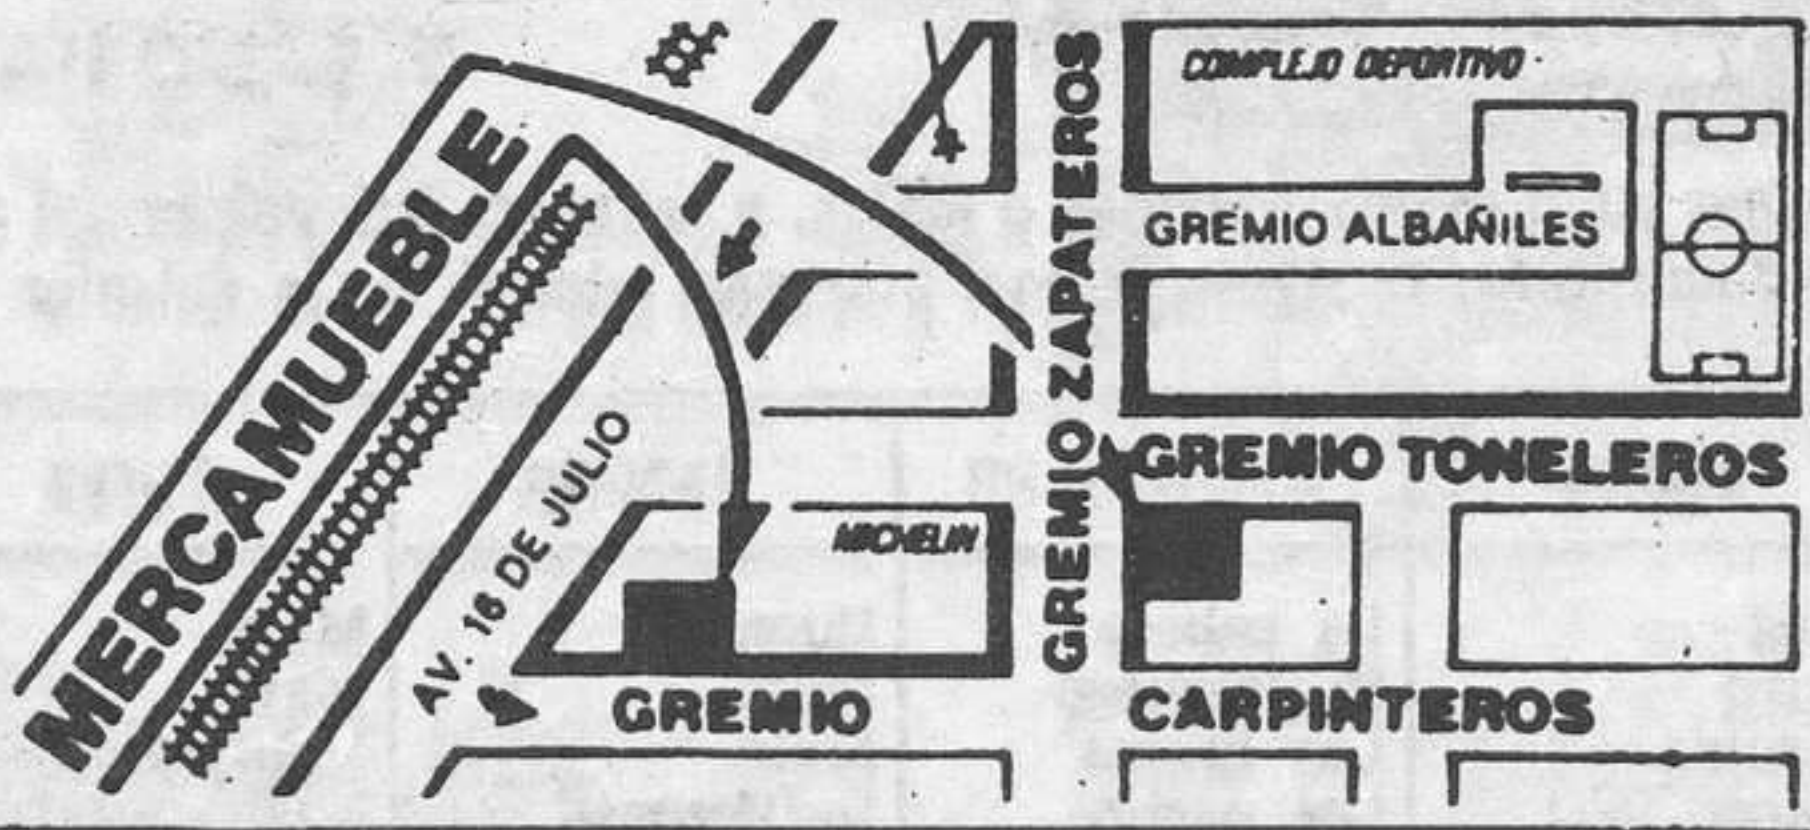 MERCAMUEBLE
AV. 16 DE JULIO
COMPLEJO DEPORTIVO
GREMIO ZAPATEROS
GREMIO ALBAÑILES
GREMIO TONELEROS
MICHELIN
GREMIO CARPINTEROS